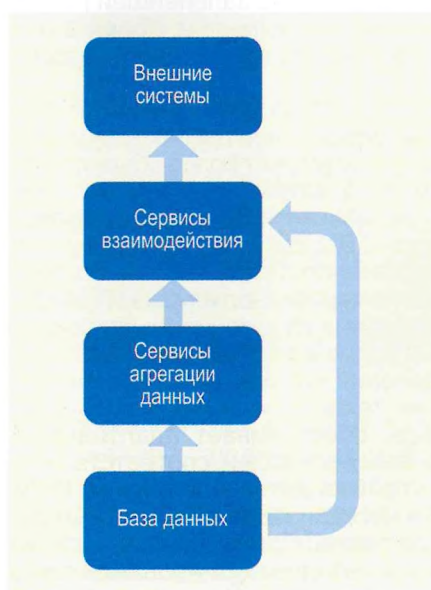 Внешние
системы
Сервисы
взаимодействия
Сервисы
агрегации
данных
База данных